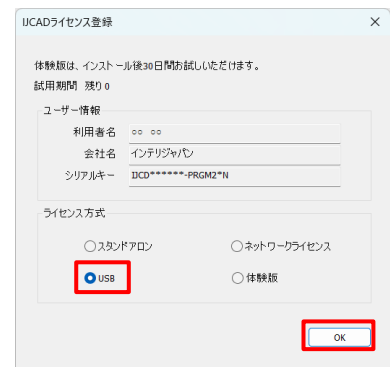 IJCADライセンス登録
体験版は、インストール後30日間お試しいただけます。
試用期間 残り0
ユーザー情報
利用者名 ○○ ○○
会社名 インテリジャパン
シリアルキー IJCD******-PRGM2*N
ライセンス方式
スタンドアロン ネットワークライセンス
USB 体験版
OK